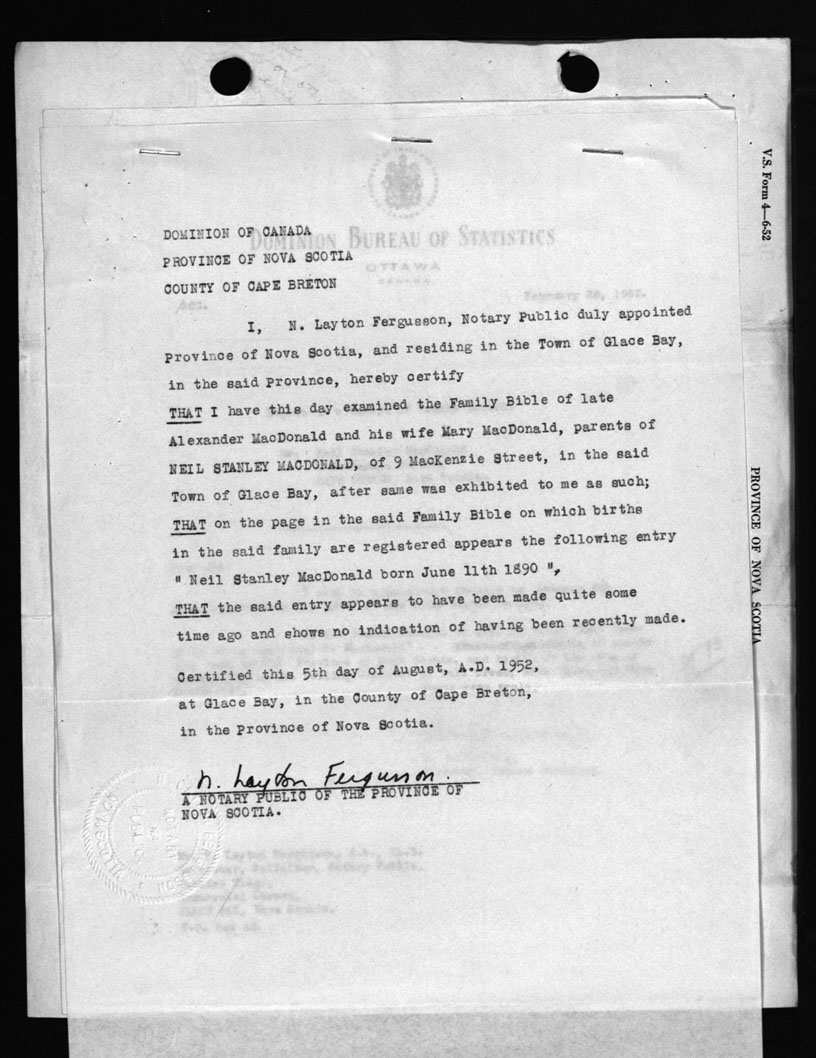 DOMINION OF CANADA
PROVINCE OF NOVA SCOTIA
COUNTY OF CAPE BRETON
DOMINION BUREAU OF STATISTICS
OTTAWA
CANADA
I, N. Layton Fergusson, Notary Public duly appointed
Province of Nova Scotia, and residing in the Town of Glace Bay,
in the said Province, hereby certify
THAT I have this day examined the Family Bible of late
Alexander MacDonald and his wife Mary MacDonald, parents of
NEIL STANLEY MACDONALD, of 9 MacKenzie Street, in the said
Town of Glace Bay, after same was exhibited to me as such;
THAT on the page in the said Family Bible on which births
in the said family are registered appears the following entry
" Neil Stanley MacDonald born June 11th 1890 ",
THAT the said entry appears to have been made quite some
time ago and shows no indication of having been recently made.
Certified this 5th day of August, A.D. 1952,
at Glace Bay, in the County of Cape Breton,
in the Province of Nova Scotia.
N. Layton Fergusson.
A NOTARY PUBLIC OF THE PROVINCE OF
NOVA SCOTIA.
V.S. Form 4—6-52
PROVINCE OF NOVA SCOTIA